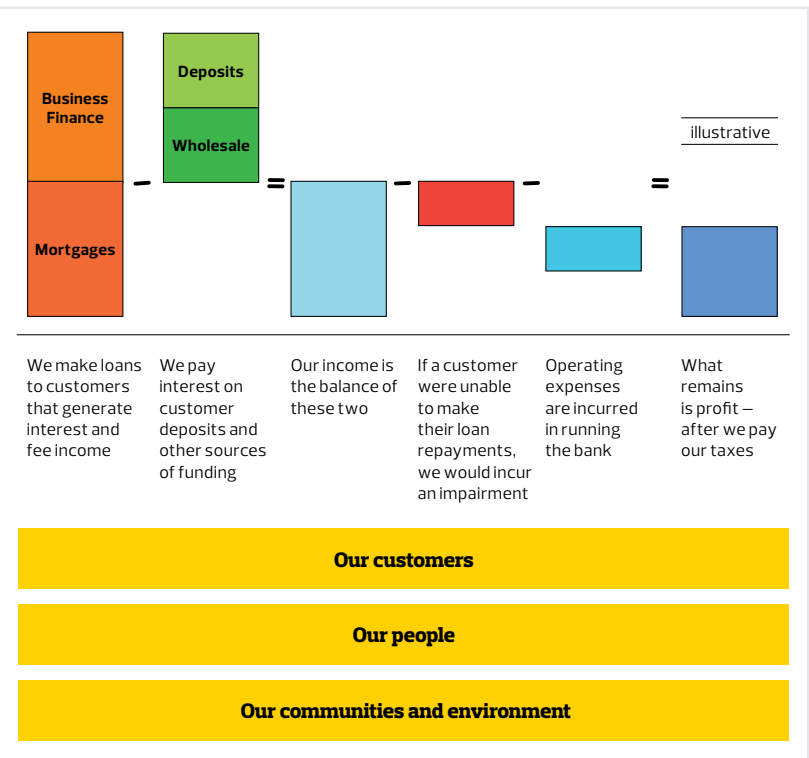 Business
Finance
Mortgages
Deposits
Wholesale
illustrative
We make loans
to customers
that generate
interest and
fee income
We pay
interest on
customer
deposits and
other sources
of funding
Our income is
the balance of
these two
If a customer
were unable
to make
their loan
repayments,
we would incur
an impairment
Operating
expenses
are incurred
in running
the bank
What
remains
is profit –
after we pay
our taxes
Our customers
Our people
Our communities and environment